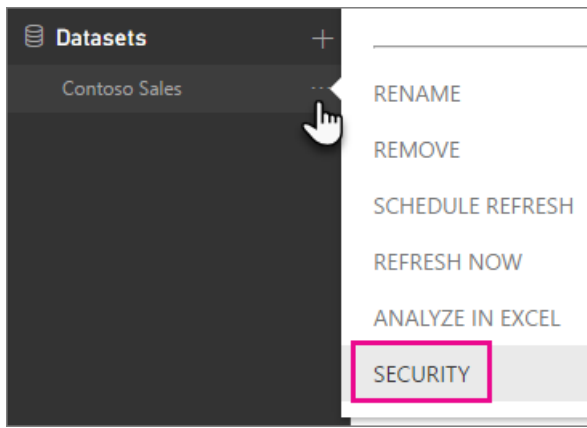 Datasets
Contoso Sales
RENAME
REMOVE
SCHEDULE REFRESH
REFRESH NOW
ANALYZE IN EXCEL
SECURITY